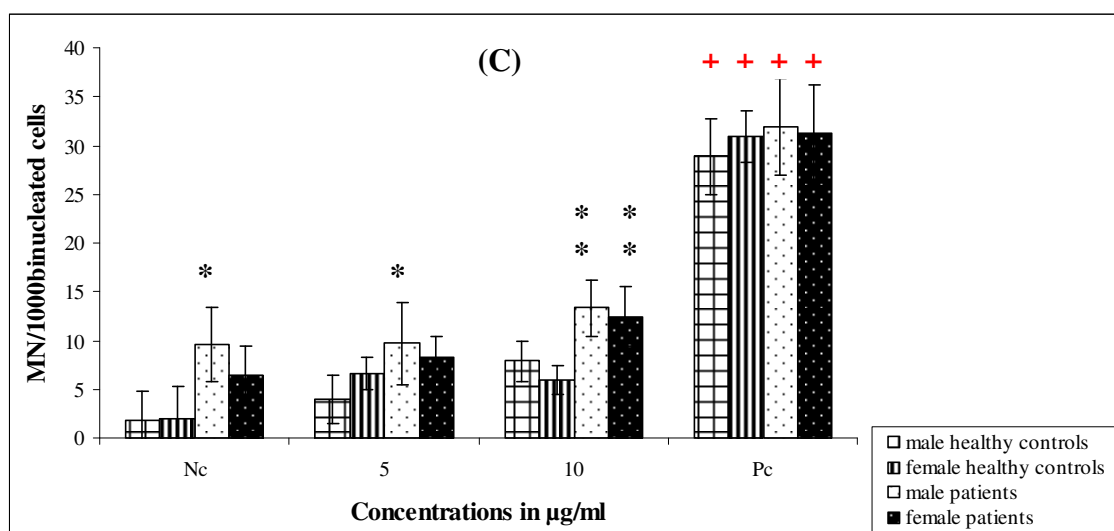 (C)
MN/1000binucleated cells
40
35
30
25
20
15
10
5
0
+ + + +
* *
* *
* *
* *
Nc 5 10 Pc
Concentrations in µg/ml
male healthy controls
female healthy controls
male patients
female patients